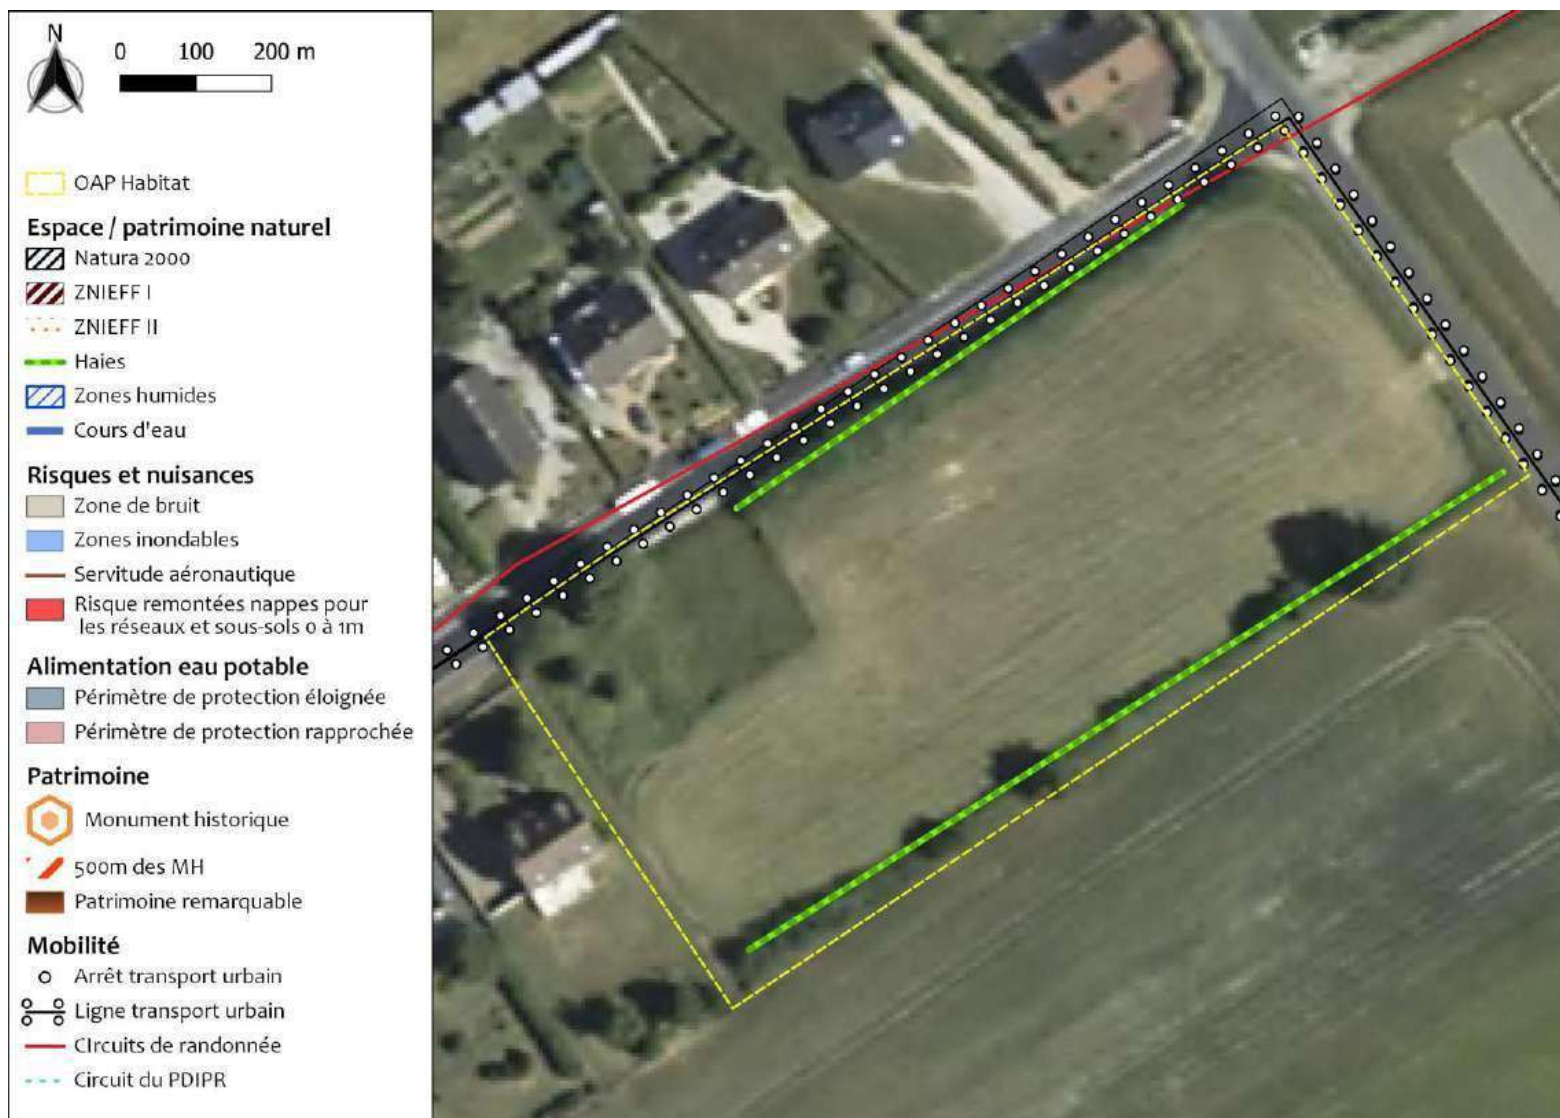 N
0 100 200 m
OAP Habitat
Espace / patrimoine naturel
Natura 2000
ZNIEFF I
ZNIEFF II
Haies
Zones humides
Cours d'eau
Risques et nuisances
Zone de bruit
Zones inondables
Servitude aéronautique
Risque remontées nappes pour
les réseaux et sous-sols 0 à 1m
Alimentation eau potable
Périmètre de protection éloignée
Périmètre de protection rapprochée
Patrimoine
Monument historique
500m des MH
Patrimoine remarquable
Mobilité
Arrêt transport urbain
Ligne transport urbain
CIrcuits de randonnée
Circuit du PDIPR